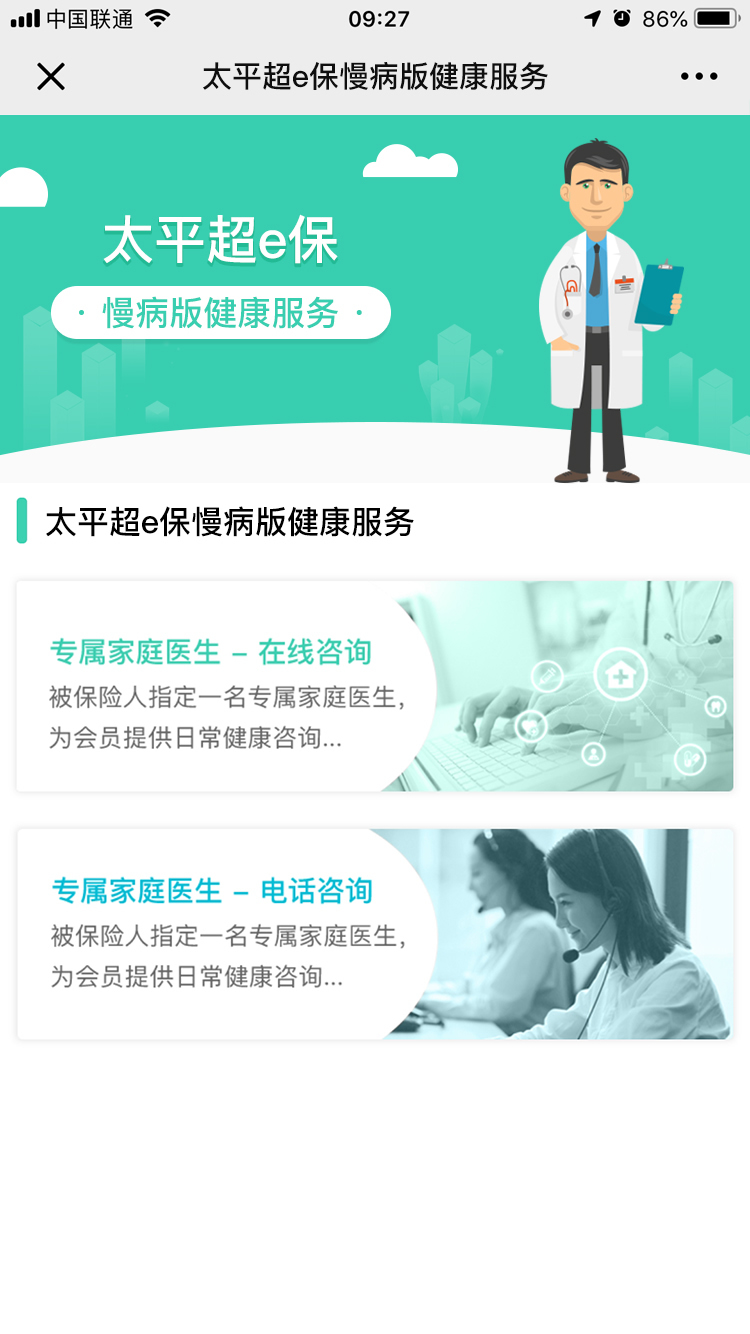 中国联通
09:27
86%
太平超e保慢病版健康服务
太平超e保
· 慢病版健康服务 ·
太平超e保慢病版健康服务
专属家庭医生 – 在线咨询
被保险人指定一名专属家庭医生,
为会员提供日常健康咨询...
专属家庭医生 – 电话咨询
被保险人指定一名专属家庭医生,
为会员提供日常健康咨询...